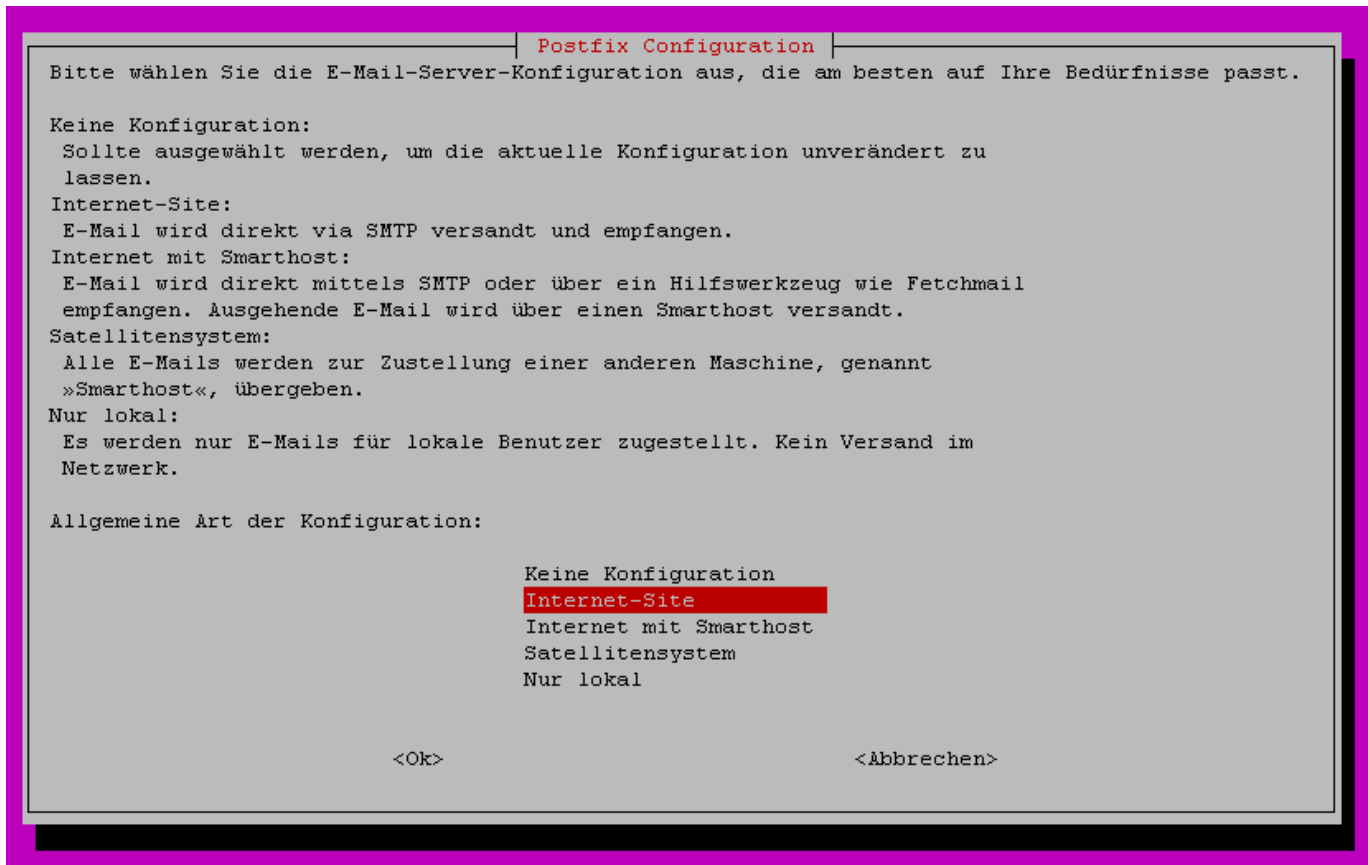 Postfix Configuration
Bitte wählen Sie die E-Mail-Server-Konfiguration aus, die am besten auf Ihre Bedürfnisse passt.
Keine Konfiguration:
Sollte ausgewählt werden, um die aktuelle Konfiguration unverändert zu
lassen.
Internet-Site:
E-Mail wird direkt via SMTP versandt und empfangen.
Internet mit Smarthost:
E-Mail wird direkt mittels SMTP oder über ein Hilfswerkzeug wie Fetchmail
empfangen. Ausgehende E-Mail wird über einen Smarthost versandt.
Satellitensystem:
Alle E-Mails werden zur Zustellung einer anderen Maschine, genannt
»Smarthost«, übergeben.
Nur lokal:
Es werden nur E-Mails für lokale Benutzer zugestellt. Kein Versand im
Netzwerk.
Allgemeine Art der Konfiguration:
Keine Konfiguration
Internet-Site
Internet mit Smarthost
Satellitensystem
Nur lokal
<Ok> <Abbrechen>